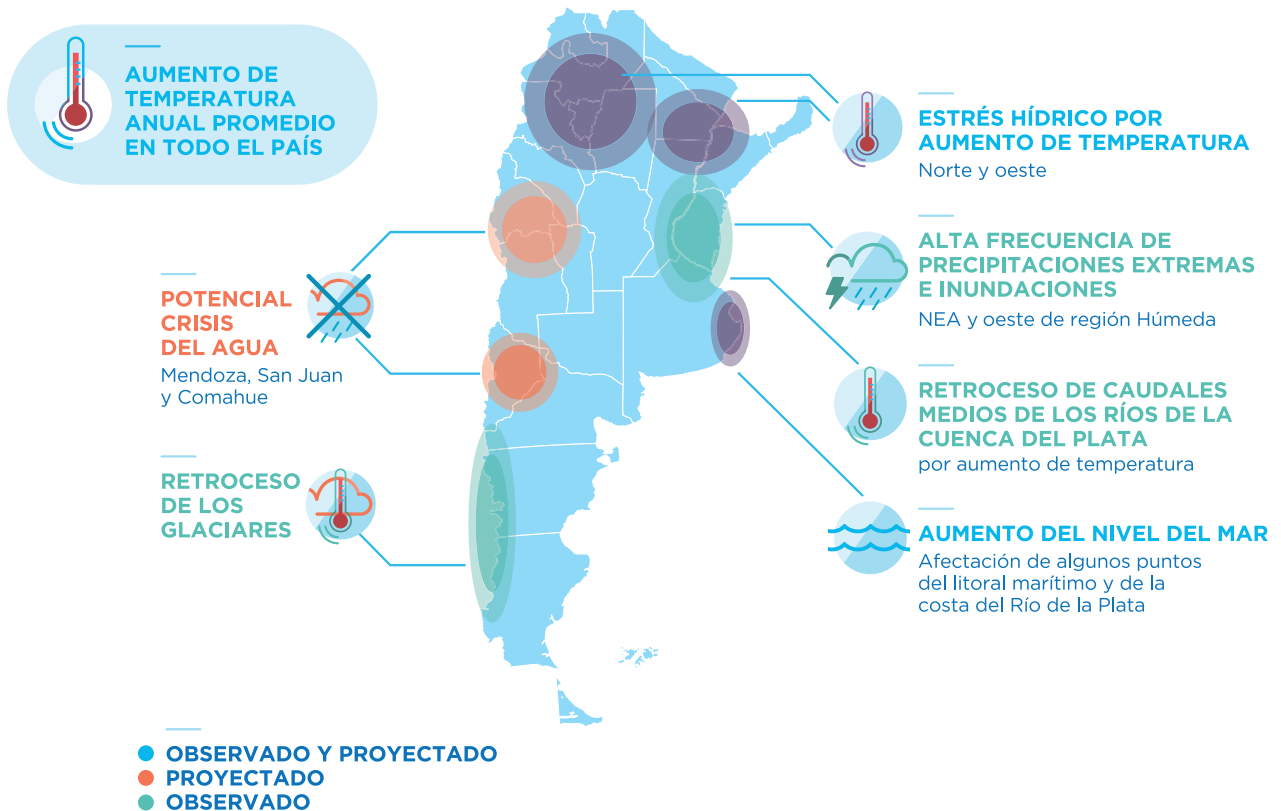 AUMENTO DE
TEMPERATURA
ANUAL PROMEDIO
EN TODO EL PAÍS
ESTRÉS HÍDRICO POR
AUMENTO DE TEMPERATURA
Norte y oeste
ALTA FRECUENCIA DE
PRECIPITACIONES EXTREMAS
E INUNDACIONES
NEA y oeste de región Húmeda
POTENCIAL
CRISIS
DEL AGUA
Mendoza, San Juan
y Comahue
RETROCESO DE CAUDALES
MEDIOS DE LOS RÍOS DE LA
CUENCA DEL PLATA
por aumento de temperatura
RETROCESO
DE LOS
GLACIARES
AUMENTO DEL NIVEL DEL MAR
Afectación de algunos puntos
del litoral marítimo y de la
costa del Río de la Plata
OBSERVADO Y PROYECTADO
PROYECTADO
OBSERVADO